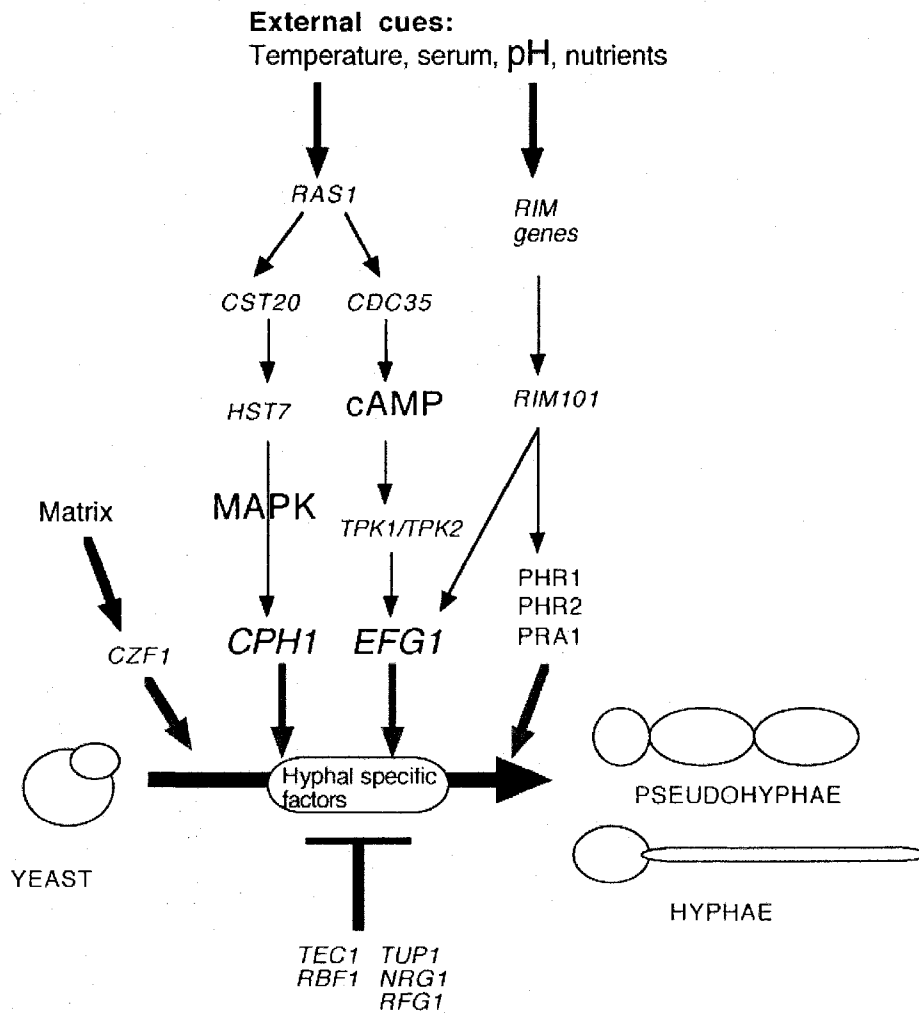 External cues:
Temperature, serum, pH, nutrients
RAS1
RIM
genes
CST20
CDC35
HST7
cAMP
RIM101
MAPK
Matrix
TPK1/TPK2
PHR1
PHR2
PRA1
CZF1
CPH1
EFG1
Hyphal specific
factors
PSEUDOHYPHAE
YEAST
HYPHAE
TEC1 TUP1
RBF1 NRG1
RFG1